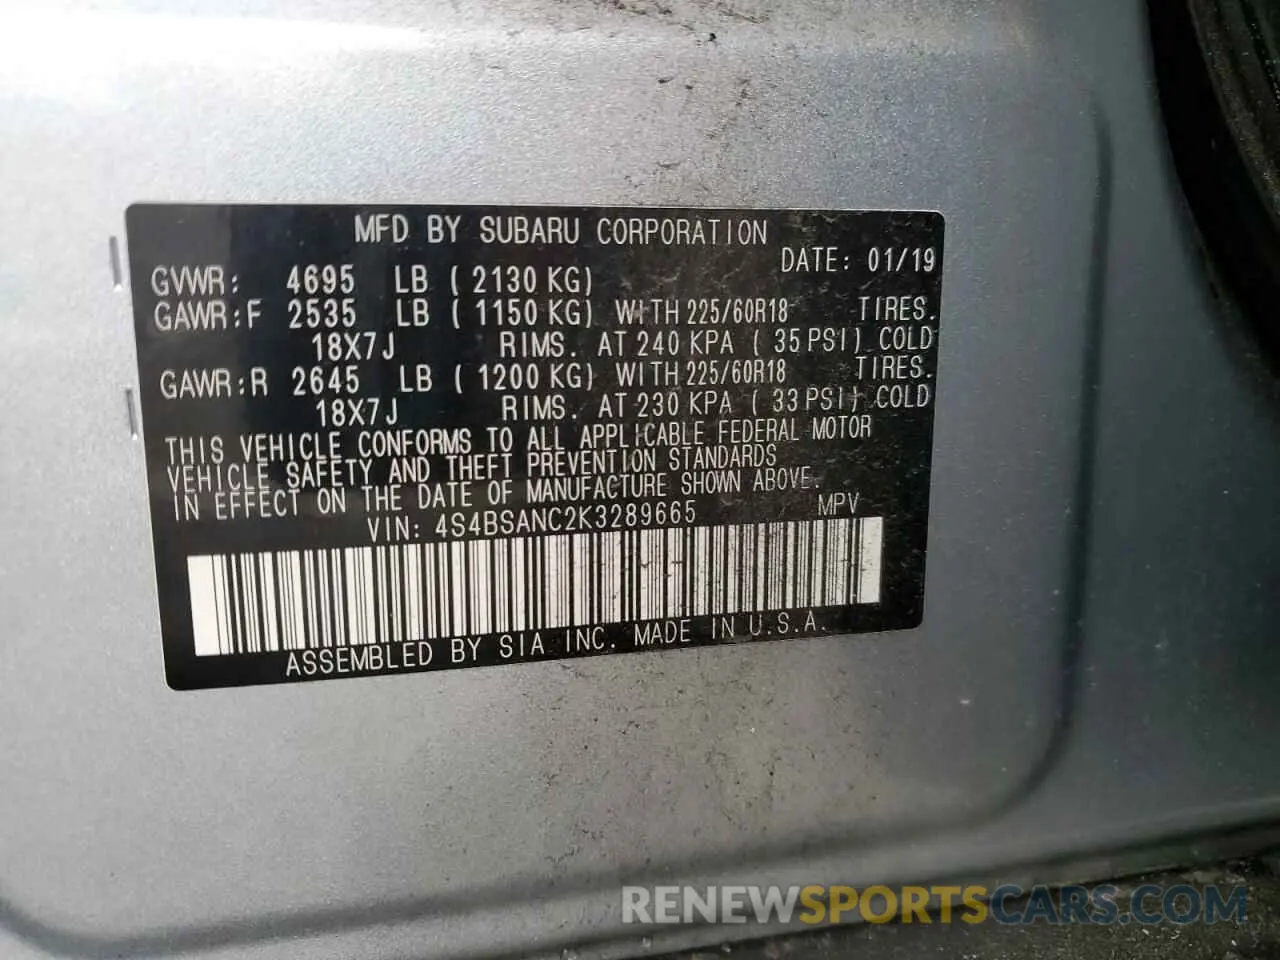 MFD BY SUBARU CORPORATION
DATE: 01/19
GVWR: 4695 LB ( 2130 KG)
GAWR:F 2535 LB ( 1150 KG) WITH 225/60R18 TIRES.
18X7J RIMS. AT 240 KPA ( 35 PSI) COLD
GAWR:R 2645 LB ( 1200 KG) WITH 225/60R18 TIRES.
18X7J RIMS. AT 230 KPA ( 33 PSI) COLD
THIS VEHICLE CONFORMS TO ALL APPLICABLE FEDERAL MOTOR
VEHICLE SAFETY AND THEFT PREVENTION STANDARDS
IN EFFECT ON THE DATE OF MANUFACTURE SHOWN ABOVE.
VIN: 4S4BSANC2K3289665 MPV
ASSEMBLED BY SIA INC. MADE IN U.S.A.
RENEWSPORTSCARS.COM